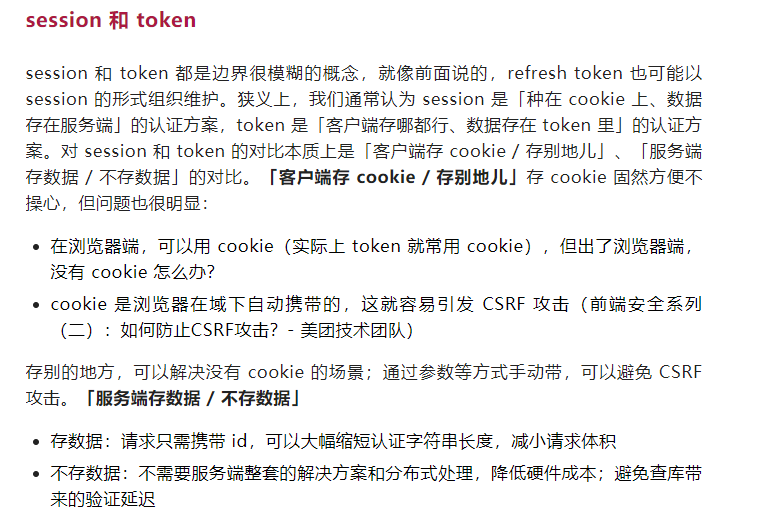 session 和 token
session 和 token 都是边界很模糊的概念，就像前面说的，refresh token 也可能以
session 的形式组织维护。狭义上，我们通常认为 session 是「种在 cookie 上、数据
存在服务端」的认证方案，token 是「客户端存哪都行、数据存在 token 里」的认证方
案。对 session 和 token 的对比本质上是「客户端存 cookie / 存别地儿」、「服务端
存数据 / 不存数据」的对比。「客户端存 cookie / 存别地儿」存 cookie 固然方便不
操心，但问题也很明显：
• 在浏览器端，可以用 cookie（实际上 token 就常用 cookie），但出了浏览器端，
没有 cookie 怎么办？
• cookie 是浏览器在域下自动携带的，这就容易引发 CSRF 攻击（前端安全系列
（二）：如何防止CSRF攻击？- 美团技术团队）
存别的地方，可以解决没有 cookie 的场景；通过参数等方式手动带，可以避免 CSRF
攻击。「服务端存数据 / 不存数据」
• 存数据：请求只需携带 id，可以大幅缩短认证字符串长度，减小请求体积
• 不存数据：不需要服务端整套的解决方案和分布式处理，降低硬件成本；避免查库带
来的验证延迟